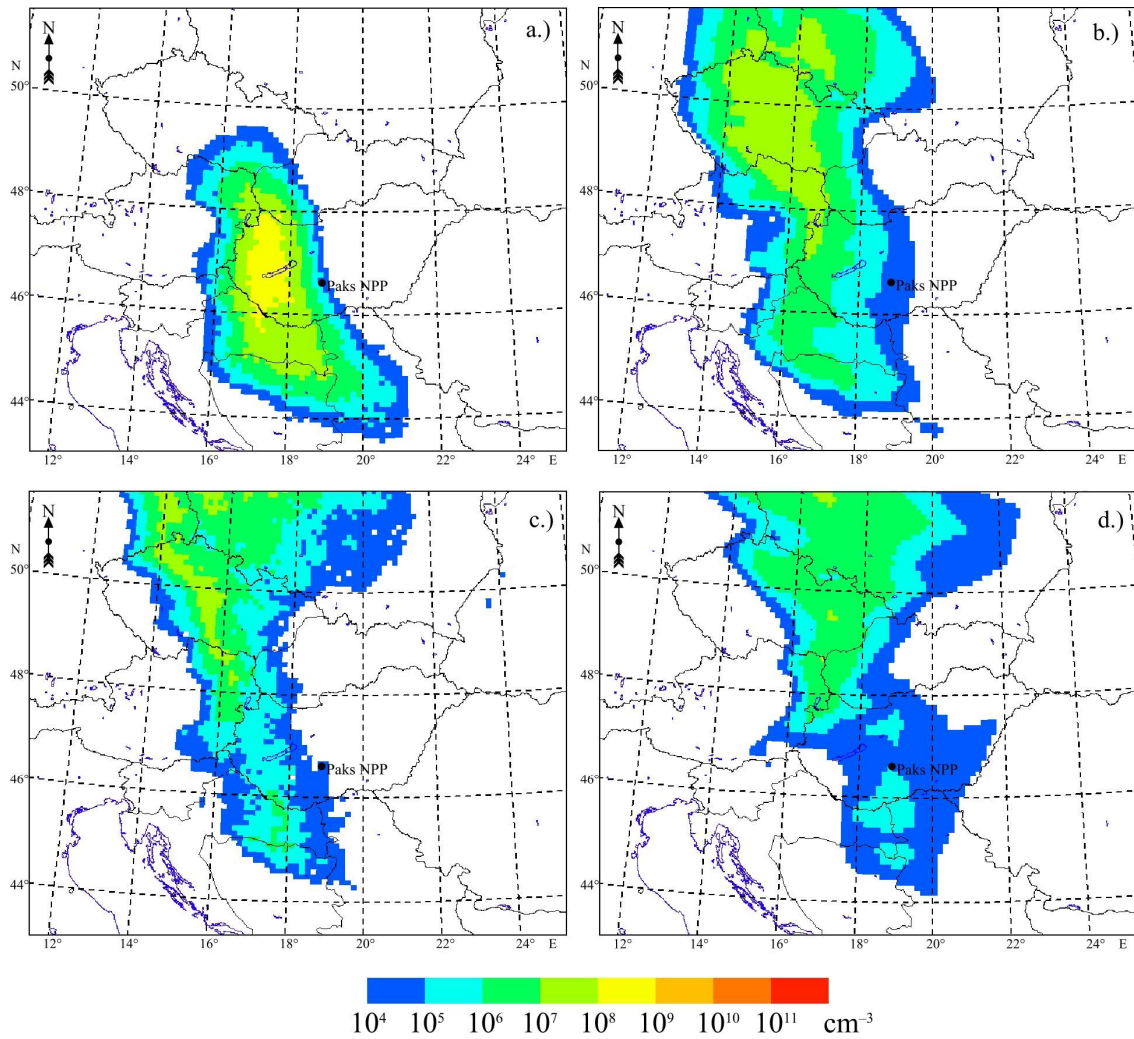 N a.)
N
50°
48°
46°
44°
Paks NPP
12° 14° 16° 18° 20° 22° 24° E
N b.)
N
50°
48°
46°
44°
Paks NPP
12° 14° 16° 18° 20° 22° 24° E
N c.)
N
50°
48°
46°
44°
Paks NPP
12° 14° 16° 18° 20° 22° 24° E
N d.)
N
50°
48°
46°
44°
Paks NPP
12° 14° 16° 18° 20° 22° 24° E
10⁴ 10⁵ 10⁶ 10⁷ 10⁸ 10⁹ 10¹⁰ 10¹¹ cm⁻³